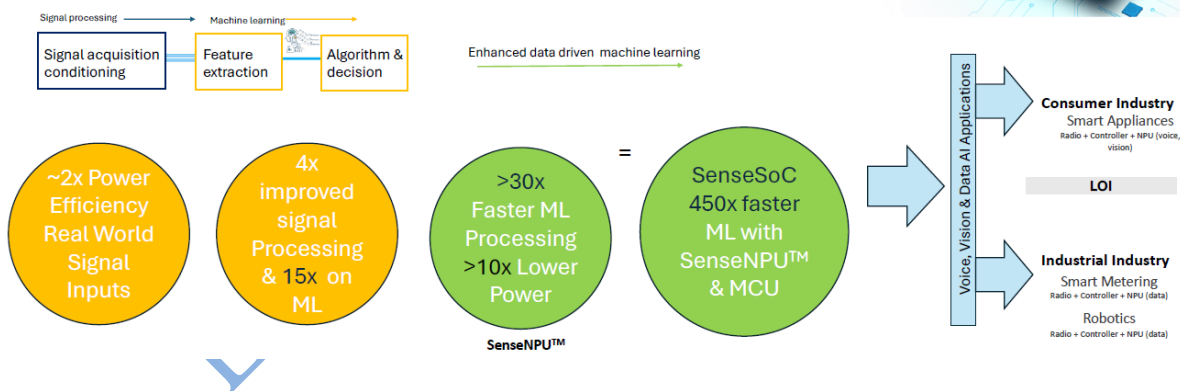 Signal processing
Machine learning
Signal acquisition
conditioning
Feature
extraction
Algorithm &
decision
Enhanced data driven machine learning
~2x Power
Efficiency
Real World
Signal
Inputs
4x
improved
signal
Processing
& 15x on
ML
>30x
Faster ML
Processing
>10x Lower
Power
SenseNPU™
=
SenseSoC
450x faster
ML with
SenseNPU™
& MCU
Voice, Vision & Data AI Applications
Consumer Industry
Smart Appliances
Radio + Controller + NPU (voice,
vision)
LOI
Industrial Industry
Smart Metering
Radio + Controller + NPU (data)
Robotics
Radio + Controller + NPU (data)